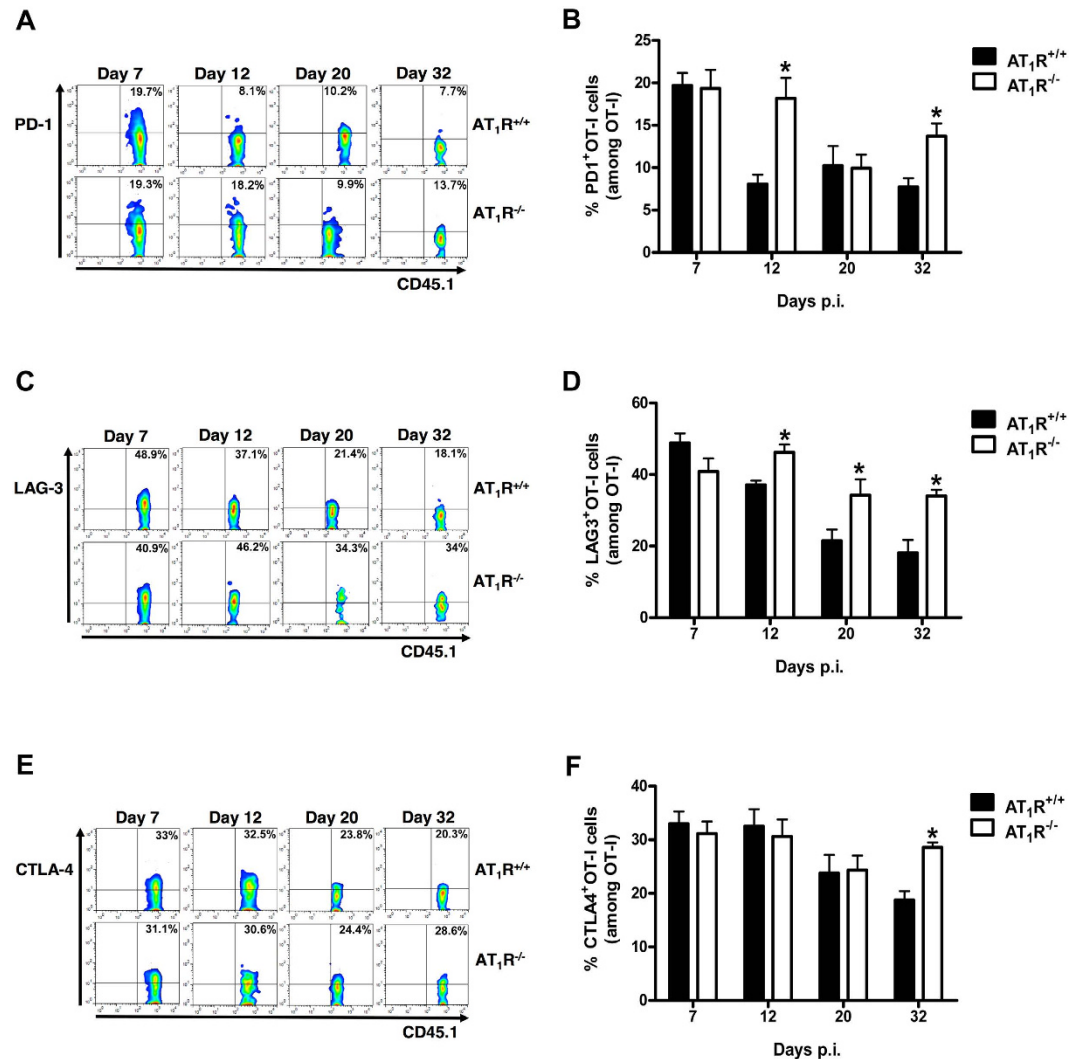 A
Day 7 Day 12 Day 20 Day 32
PD-1
19.7% 8.1% 10.2% 7.7%
AT1R+/+
19.3% 18.2% 9.9% 13.7%
AT1R-/-
CD45.1
B
% PD1+OT-I cells
(among OT-I)
25
20
15
10
5
0
* *
7 12 20 32
Days p.i.
AT1R+/+
AT1R-/-
C
Day 7 Day 12 Day 20 Day 32
LAG-3
48.9% 37.1% 21.4% 18.1%
AT1R+/+
40.9% 46.2% 34.3% 34%
AT1R-/-
CD45.1
D
% LAG3+OT-I cells
(among OT-I)
60
40
20
0
* * *
7 12 20 32
Days p.i.
AT1R+/+
AT1R-/-
E
Day 7 Day 12 Day 20 Day 32
CTLA-4
33% 32.5% 23.8% 20.3%
AT1R+/+
31.1% 30.6% 24.4% 28.6%
AT1R-/-
CD45.1
F
% CTLA4+OT-I cells
(among OT-I)
40
30
20
10
0
*
7 12 20 32
Days p.i.
AT1R+/+
AT1R-/-